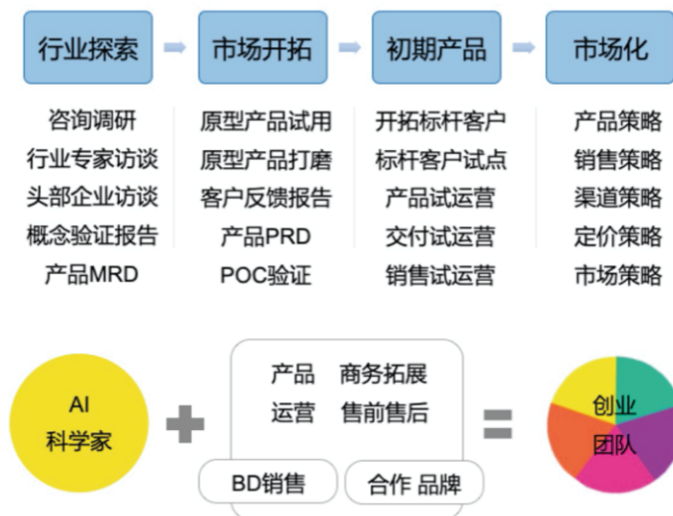 行业探索
市场开拓
初期产品
市场化
咨询调研
行业专家访谈
头部企业访谈
概念验证报告
产品MRD
原型产品试用
原型产品打磨
客户反馈报告
产品PRD
POC验证
开拓标杆客户
标杆客户试点
产品试运营
交付试运营
销售试运营
产品策略
销售策略
渠道策略
定价策略
市场策略
AI
科学家
产品 商务拓展
运营 售前售后
BD销售
合作 品牌
创业
团队